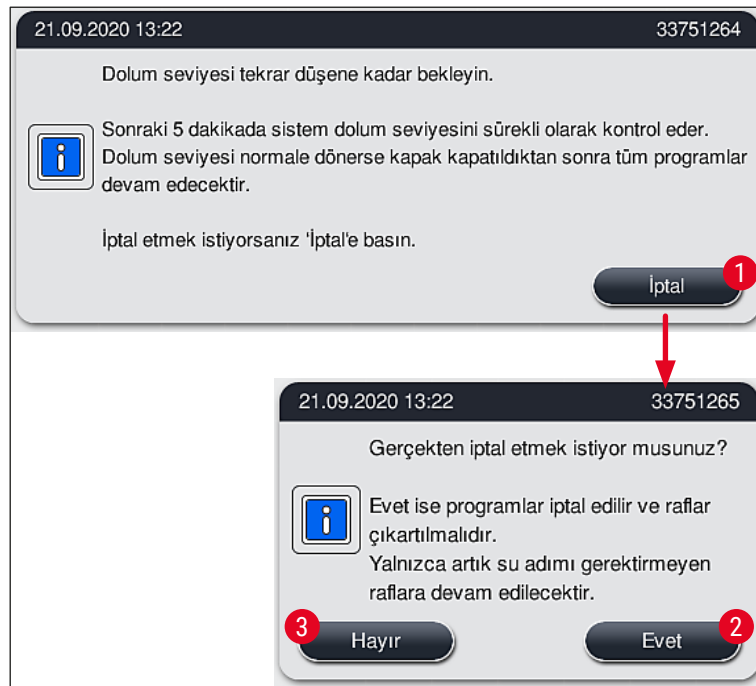 21.09.2020 13:22 33751264
Dolum seviyesi tekrar düşene kadar bekleyin.
Sonraki 5 dakikada sistem dolum seviyesini sürekli olarak kontrol eder.
Dolum seviyesi normale dönerse kapak kapatıldıktan sonra tüm programlar
devam edecektir.
İptal etmek istiyorsanız 'İptal'e basın.
İptal 1
21.09.2020 13:22 33751265
Gerçekten iptal etmek istiyor musunuz?
Evet ise programlar iptal edilir ve raflar
çıkartılmalıdır.
Yalnızca artık su adımı gerektirmeyen
raflara devam edilecektir.
3 Hayır Evet 2